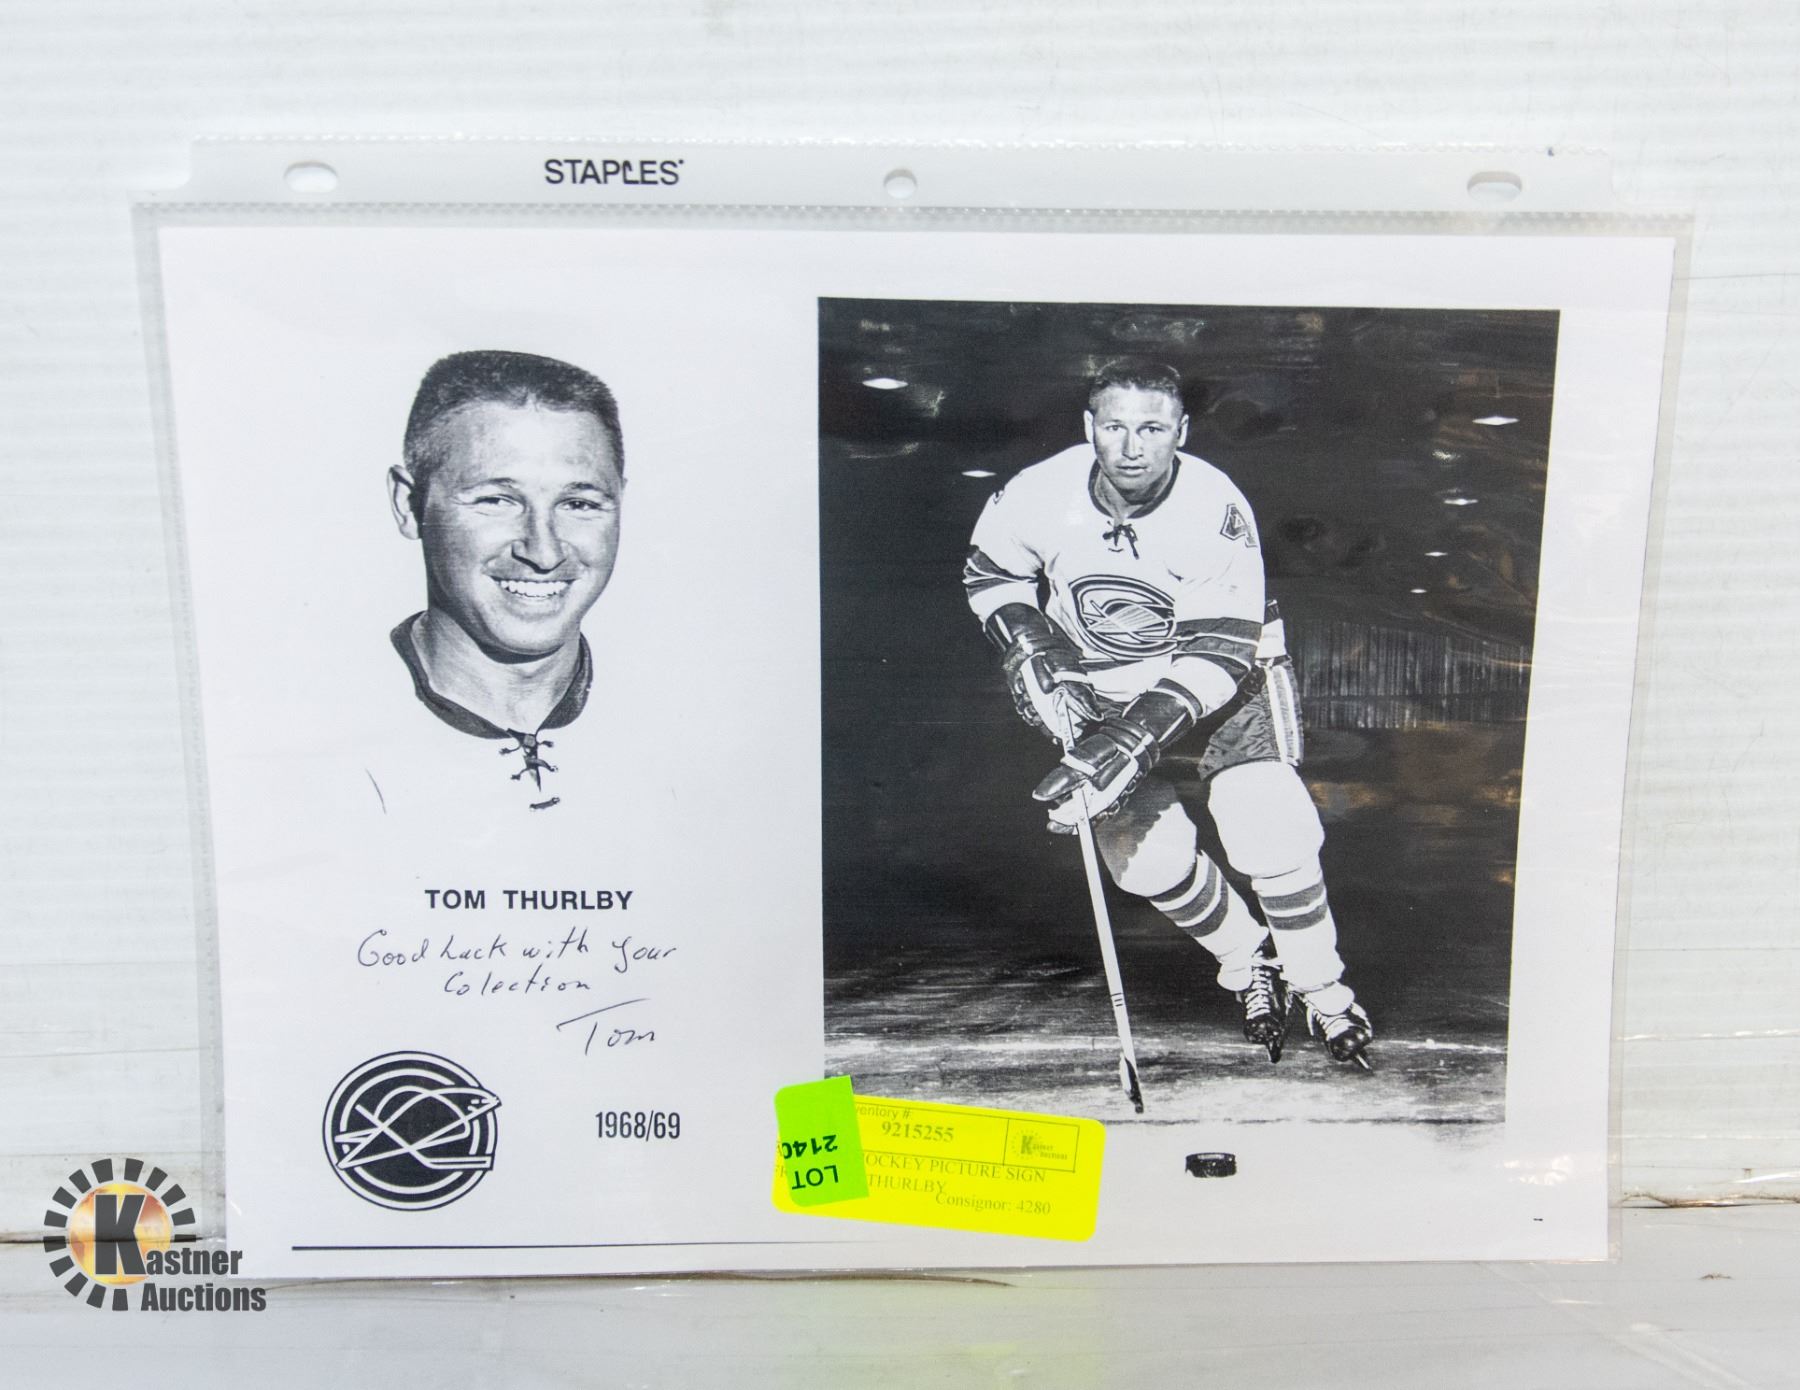 STAPLES
A
TOM THURLBY
Good Luck with your
Colection
Tom
1968/69
LOT
2140
9215255
HOCKEY PICTURE SIGN
THURLBY
Consignor: 4280
Kastner
Auctions